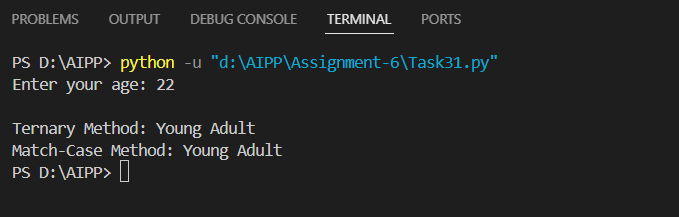 PROBLEMS OUTPUT DEBUG CONSOLE TERMINAL PORTS
PS D:\AIPP> python -u "d:\AIPP\Assignment-6\Task31.py"
Enter your age: 22
Ternary Method: Young Adult
Match-Case Method: Young Adult
PS D:\AIPP>